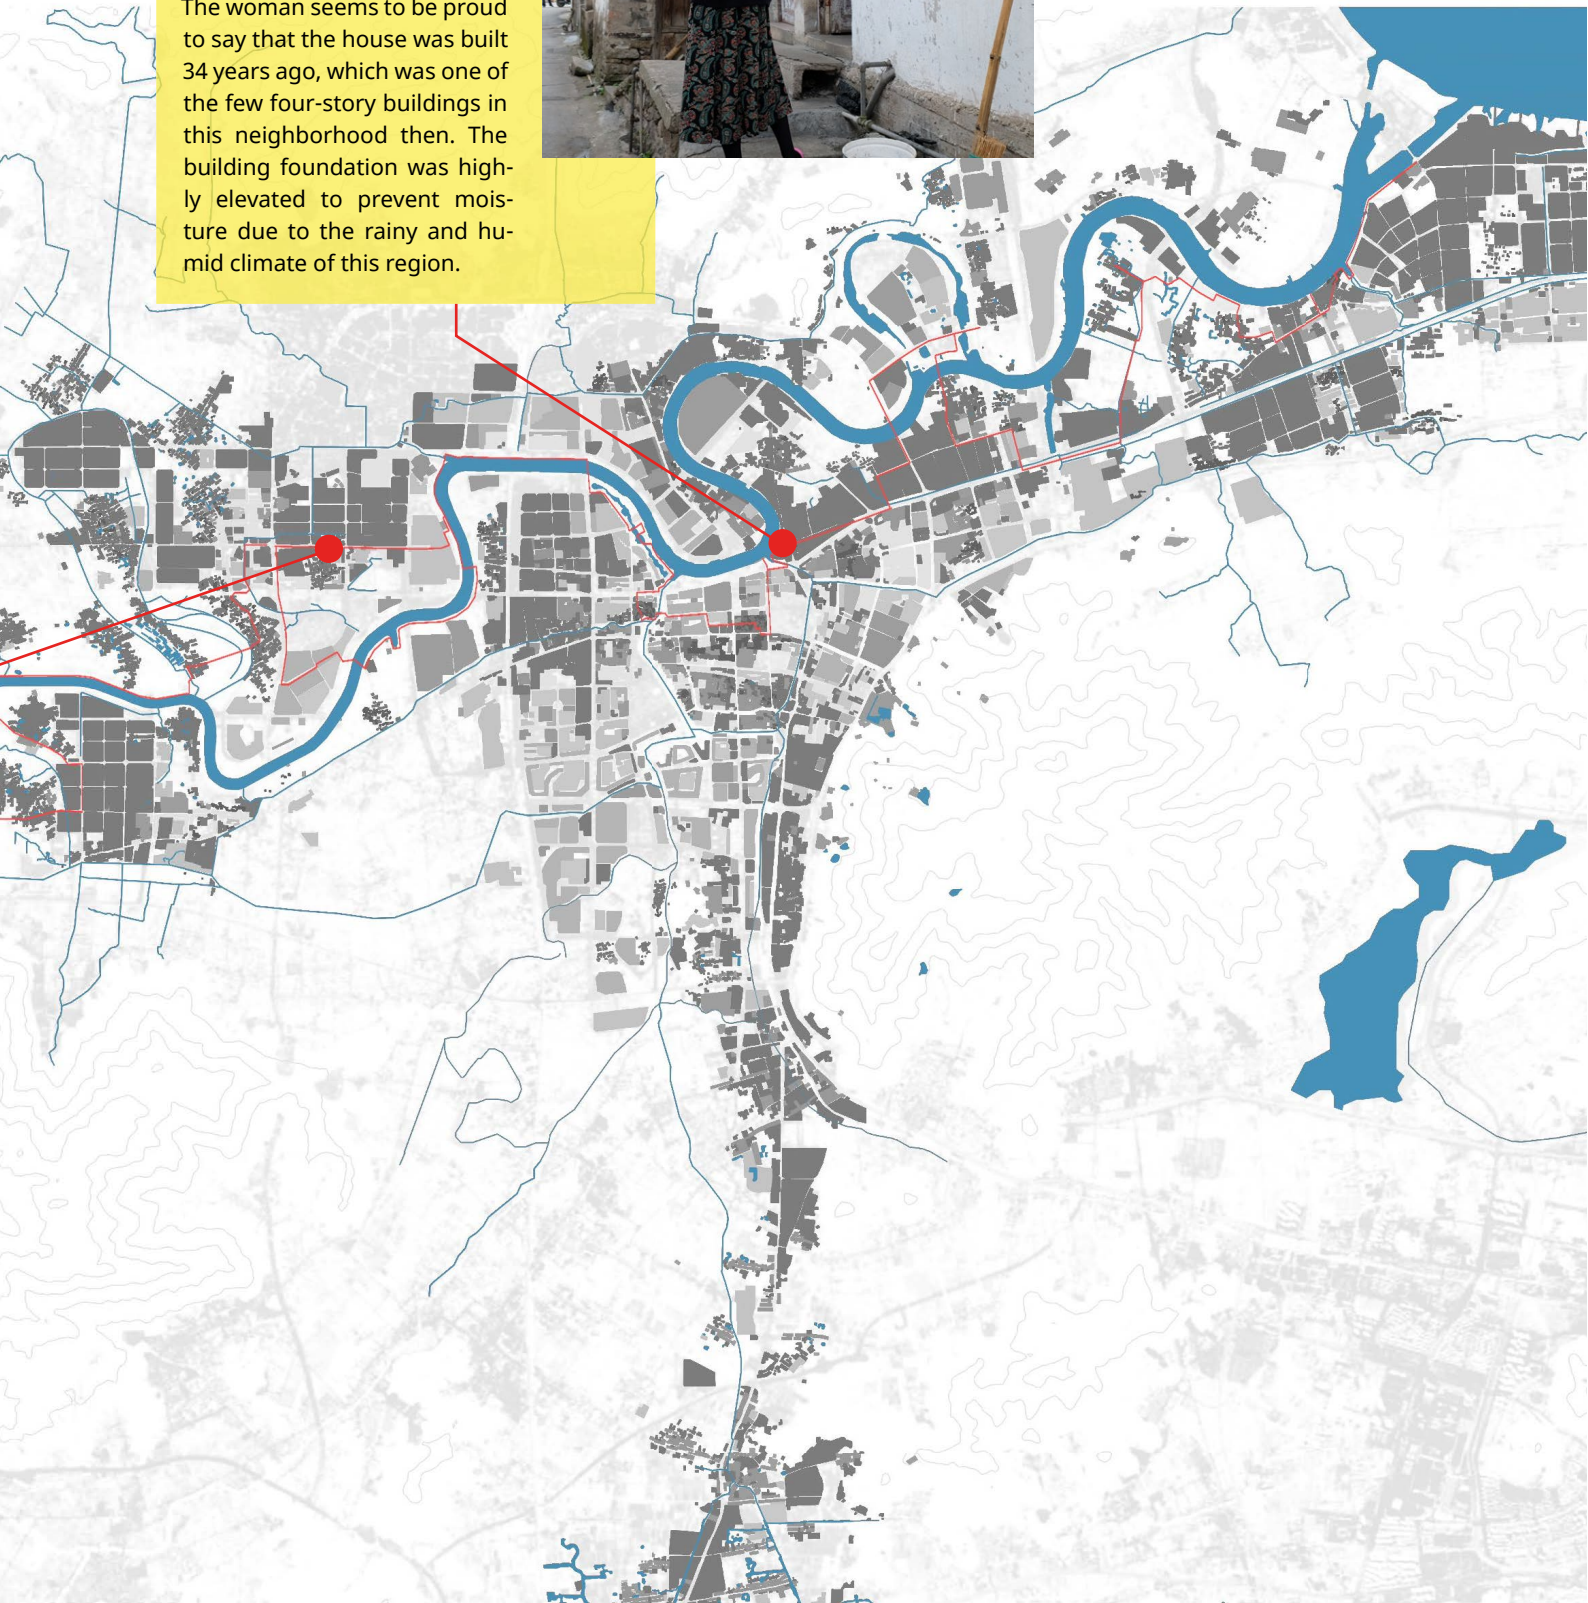 The woman seems to be proud
to say that the house was built
34 years ago, which was one of
the few four-story buildings in
this neighborhood then. The
building foundation was high-
ly elevated to prevent mois-
ture due to the rainy and hu-
mid climate of this region.